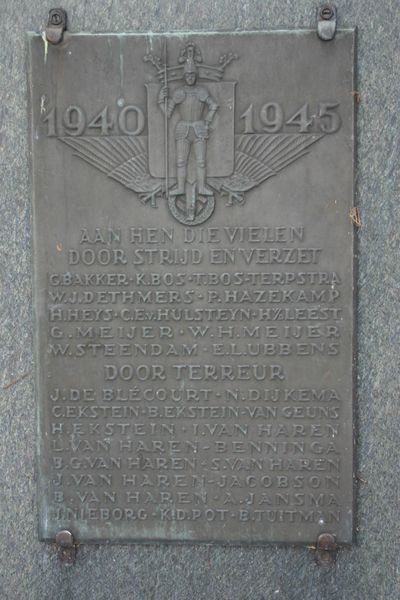 1940 1945
AAN HEN DIE VIELEN
DOOR STRIJD EN VERZET
G.BAKKER · K.BOS · T.BOS-TERPSTRA
W.J.DETHMERS · P.HAZEKAMP
H.HEYS · C.E.v.HULSTEYN · H.v.LEEST
G.MEIJER · W.H.MEIJER
W.STEENDAM · E.L.UBBENS
DOOR TERREUR
J.DE BLÉCOURT · N.DIJKEMA
C.EKSTEIN · B.EKSTEIN-VAN GEUNS
H.EKSTEIN · I.VAN HAREN
L.VAN HAREN-BENNINGA
B.G.VAN HAREN · S.VAN HAREN
J.VAN HAREN-JACOBSON
B.VAN HAREN · A.JANSMA
J.NIEBORG · K.D.POT · B.TUITMAN